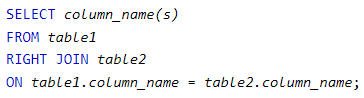 SELECT column_name(s)
FROM table1
RIGHT JOIN table2
ON table1.column_name = table2.column_name;